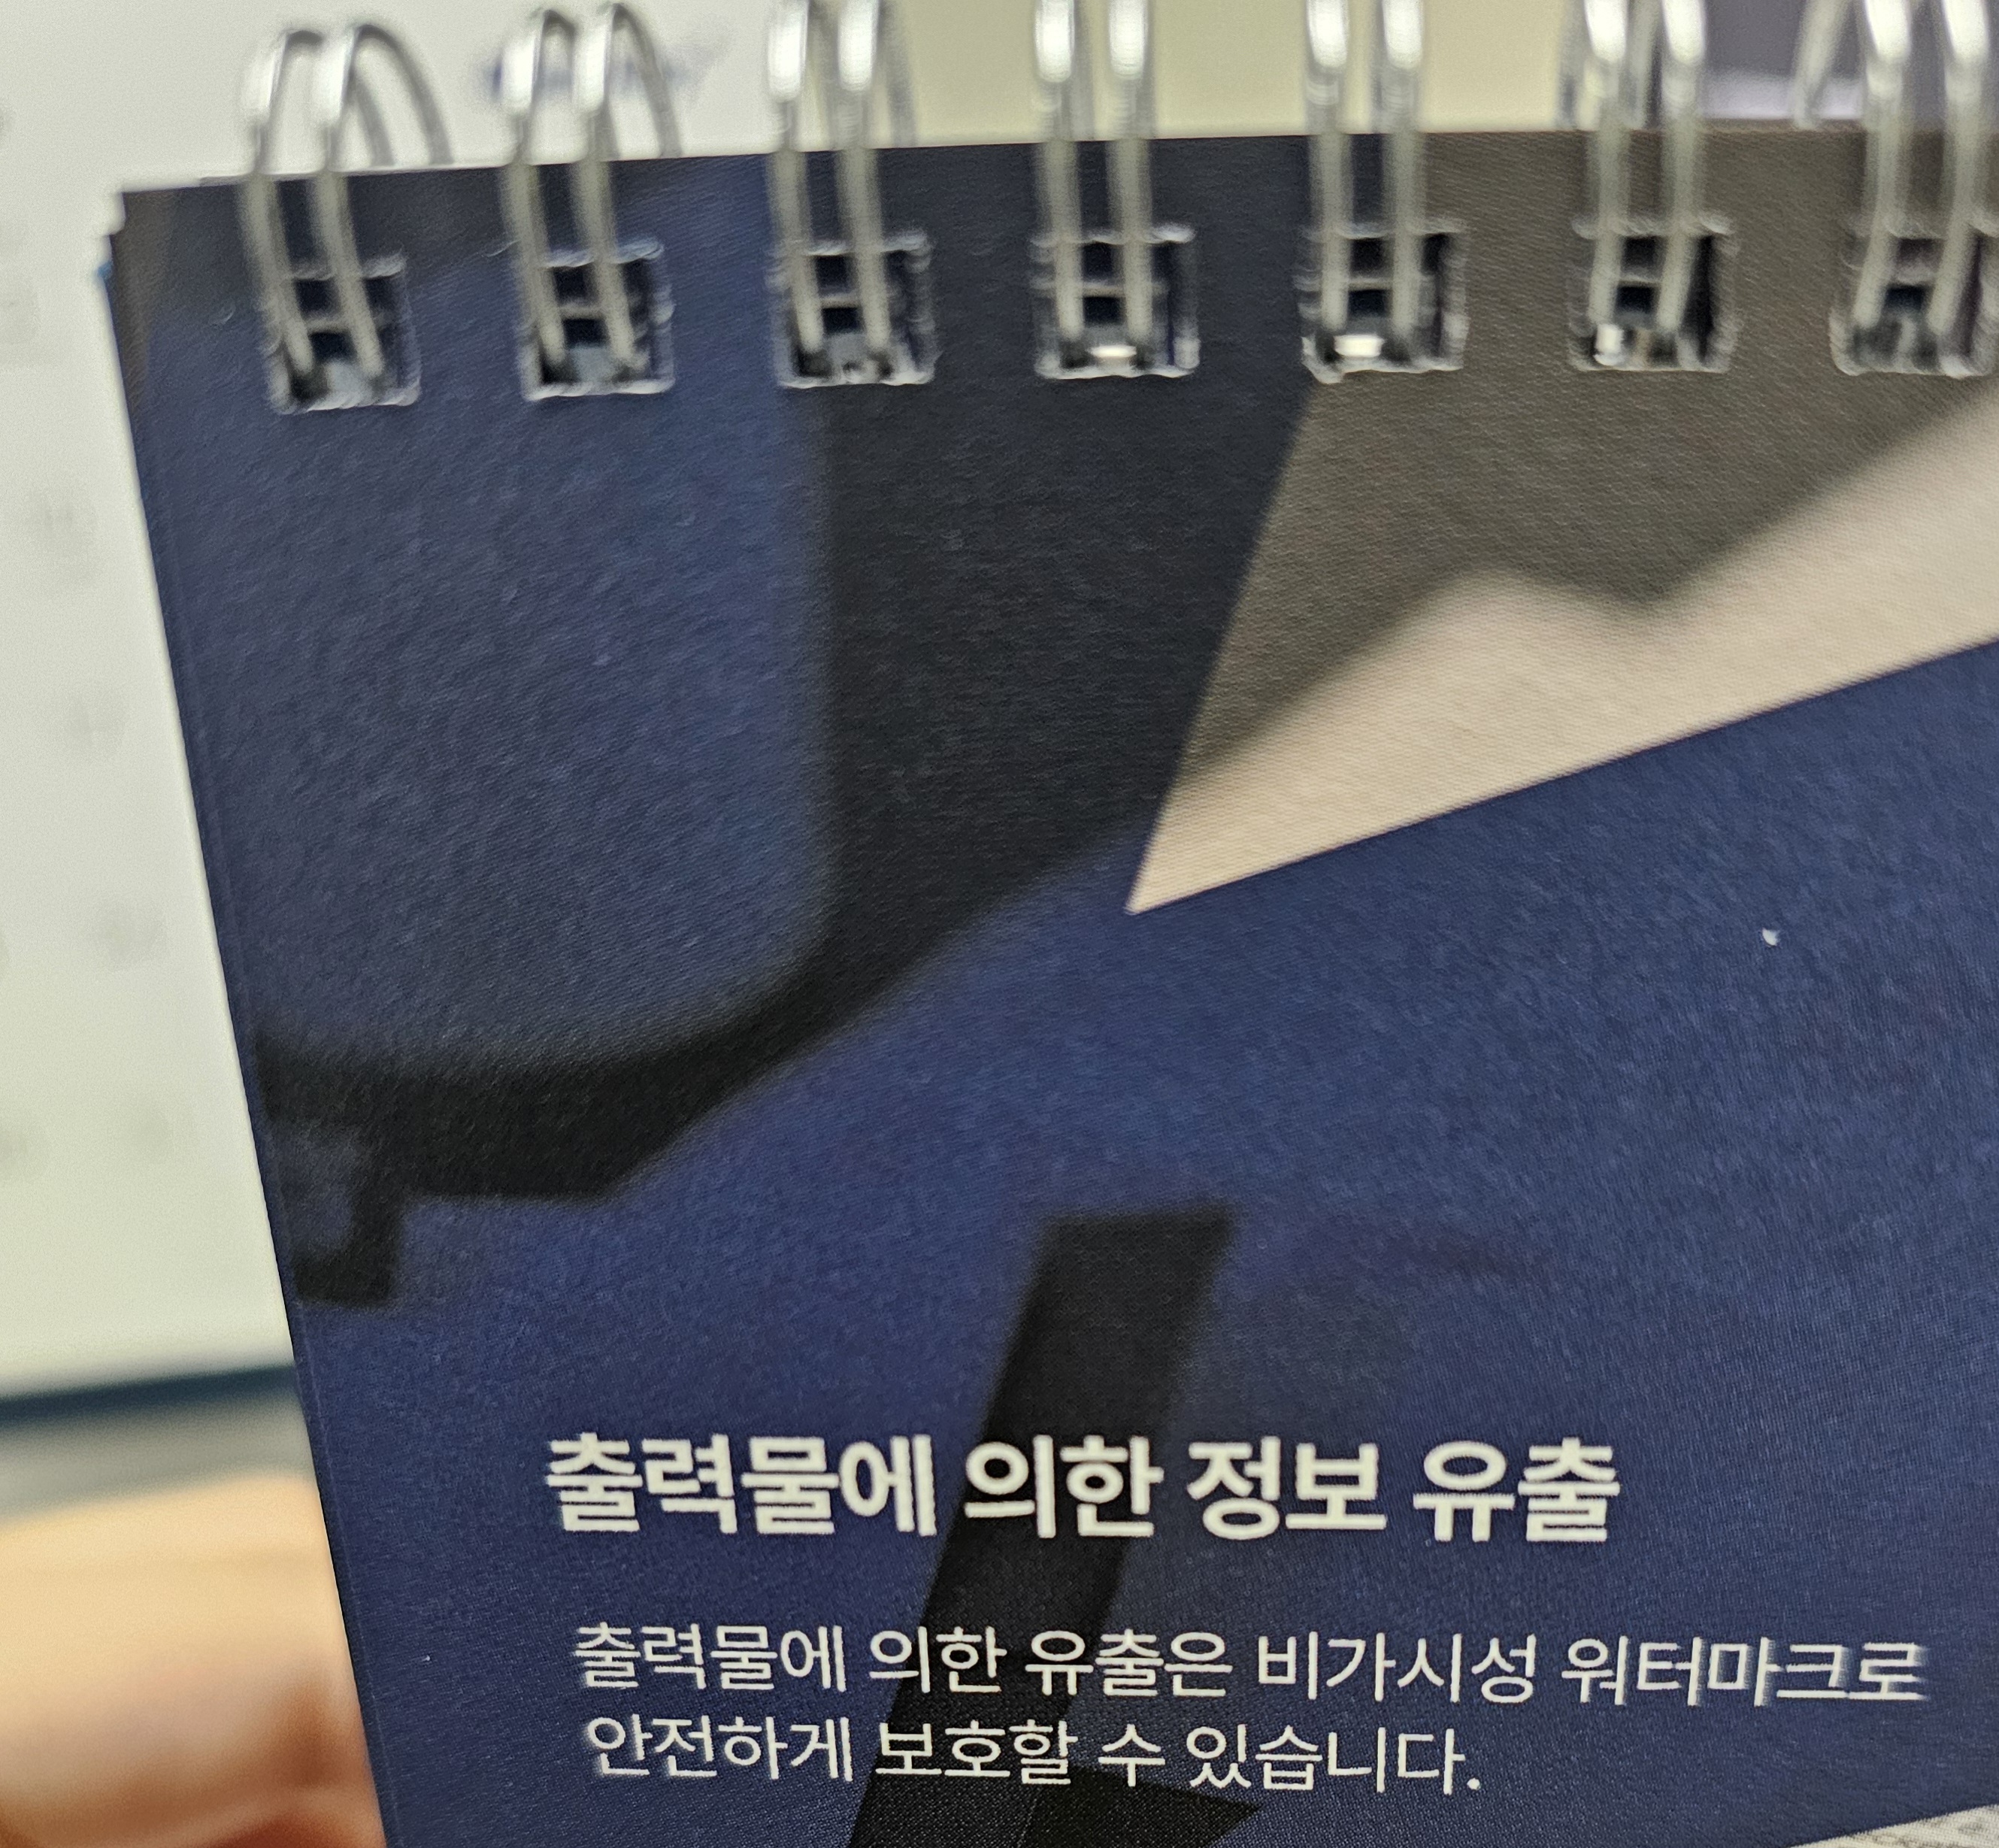 출력물에 의한 정보 유출
출력물에 의한 유출은 비가시성 워터마크로
안전하게 보호할 수 있습니다.